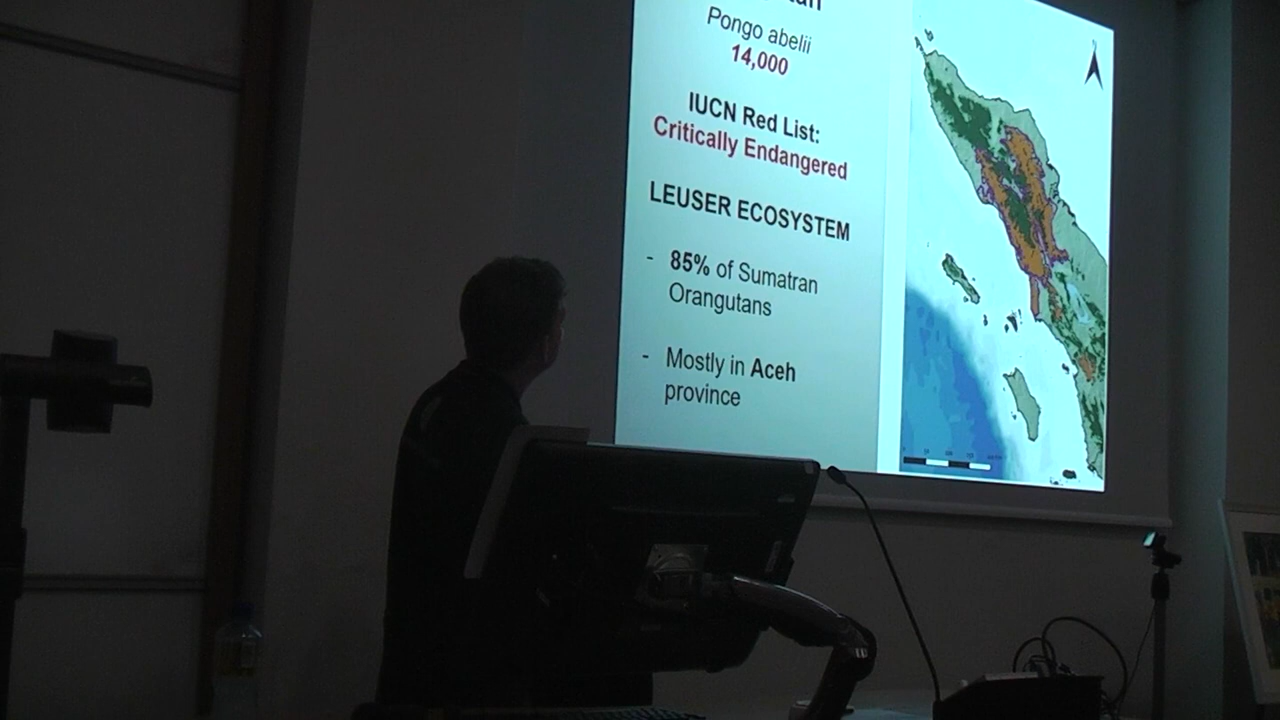 Pongo abelii
14,000
IUCN Red List:
Critically Endangered
LEUSER ECOSYSTEM
- 85% of Sumatran
Orangutans
- Mostly in Aceh
province